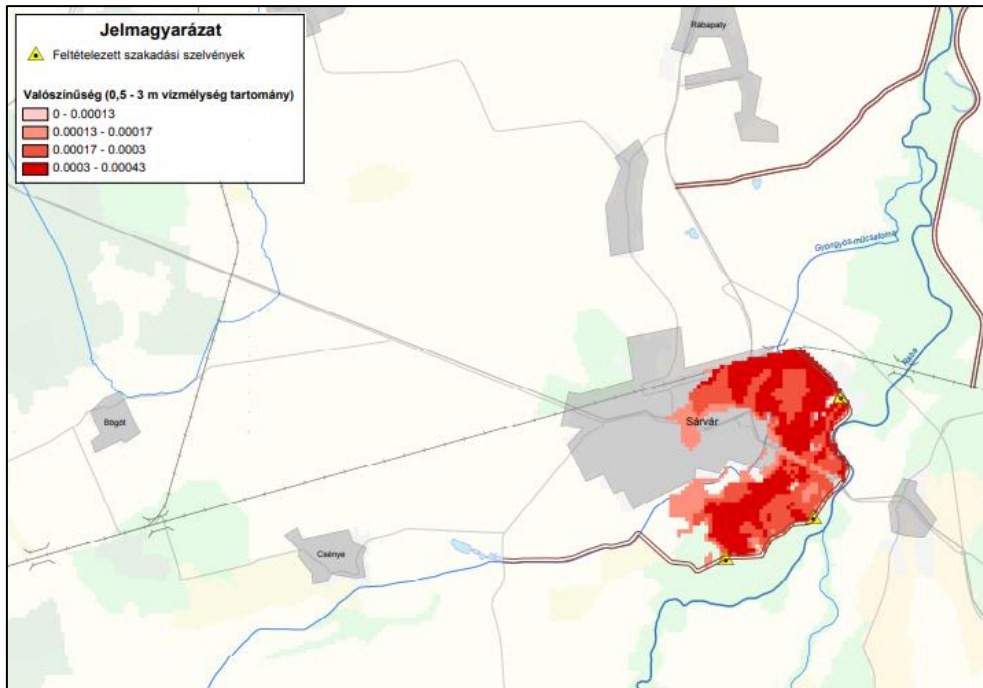 Jelmagyarázat
Feltételezett szakadási szelvények
Valószínűség (0,5 - 3 m vízmélység tartomány)
0 - 0.00013
0.00013 - 0.00017
0.00017 - 0.0003
0.0003 - 0.00043
Rábapaty
Gyöngyös-műcsatorna
Rába
Bögöt
Sárvár
Csénye